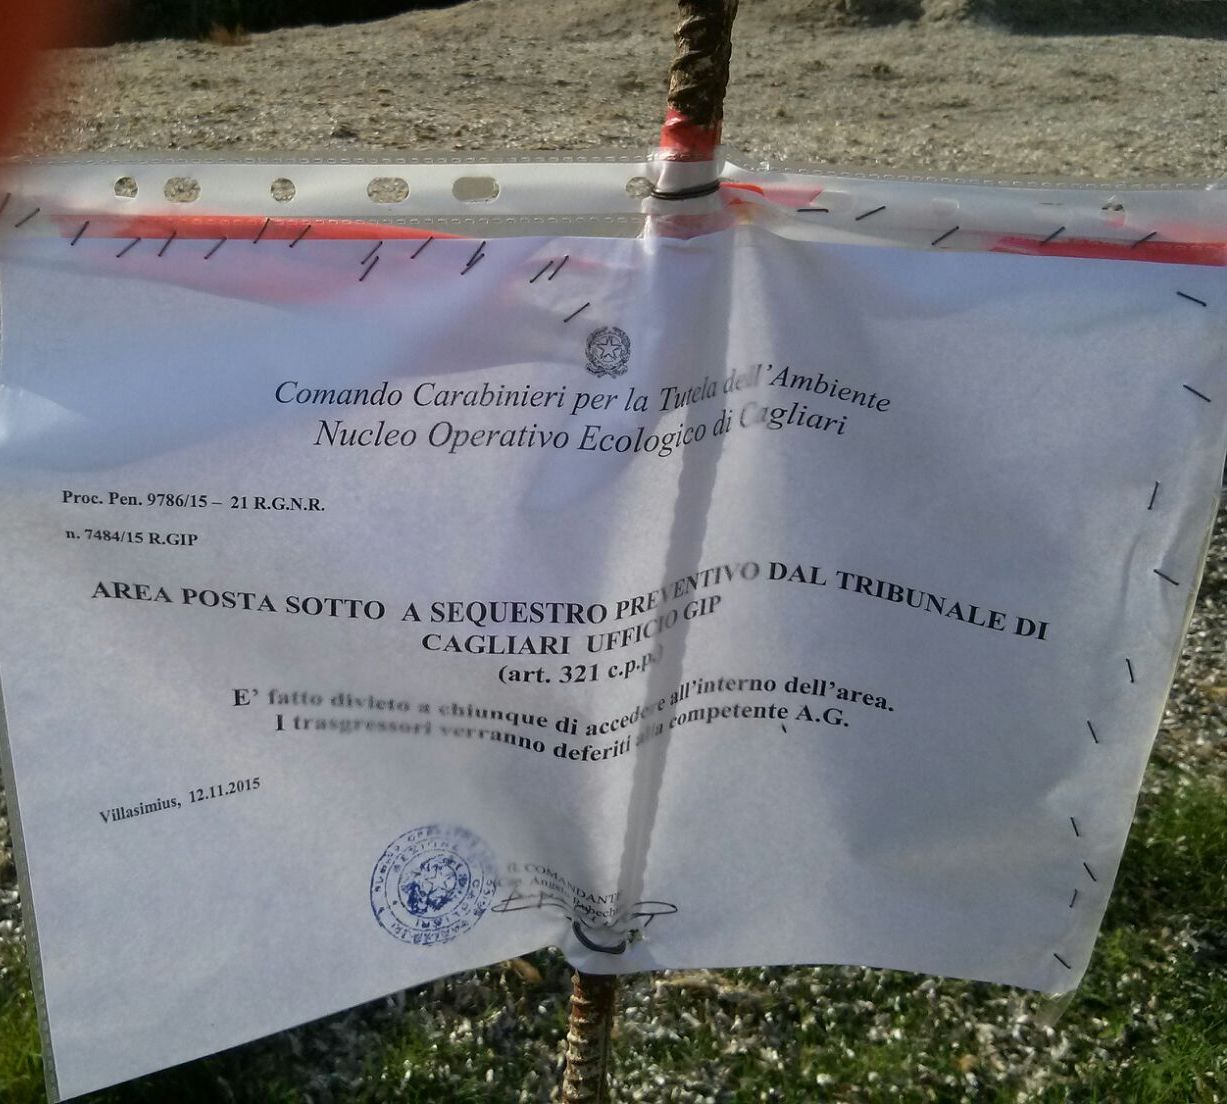 Comando Carabinieri per la Tutela dell'Ambiente
Nucleo Operativo Ecologico di Cagliari
Proc. Pen. 9786/15 – 21 R.G.N.R.
n. 7484/15 R.GIP
AREA POSTA SOTTO A SEQUESTRO PREVENTIVO DAL TRIBUNALE DI
CAGLIARI UFFICIO GIP
(art. 321 c.p.p.)
E' fatto divieto a chiunque di accedere all'interno dell'area.
I trasgressori verranno deferiti alla competente A.G.
Villasimius, 12.11.2015
IL COMANDANTE